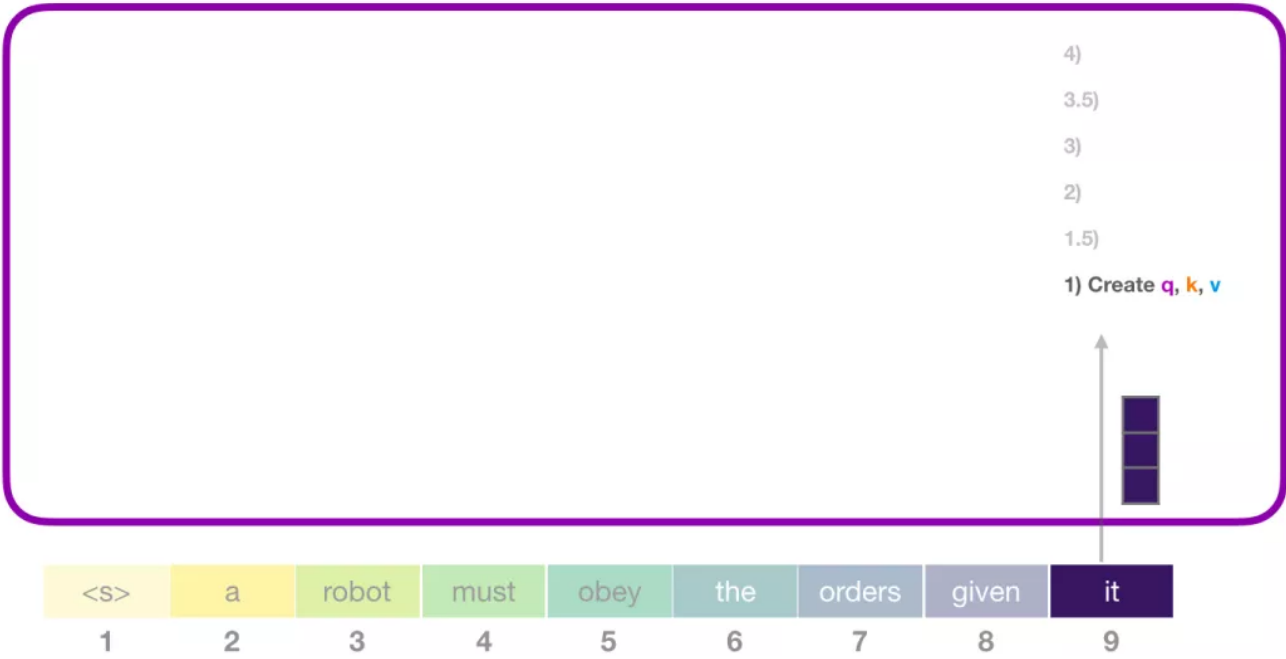 4)
3.5)
3)
2)
1.5)
1) Create q, k, v
<s> a robot must obey the orders given it
1 2 3 4 5 6 7 8 9